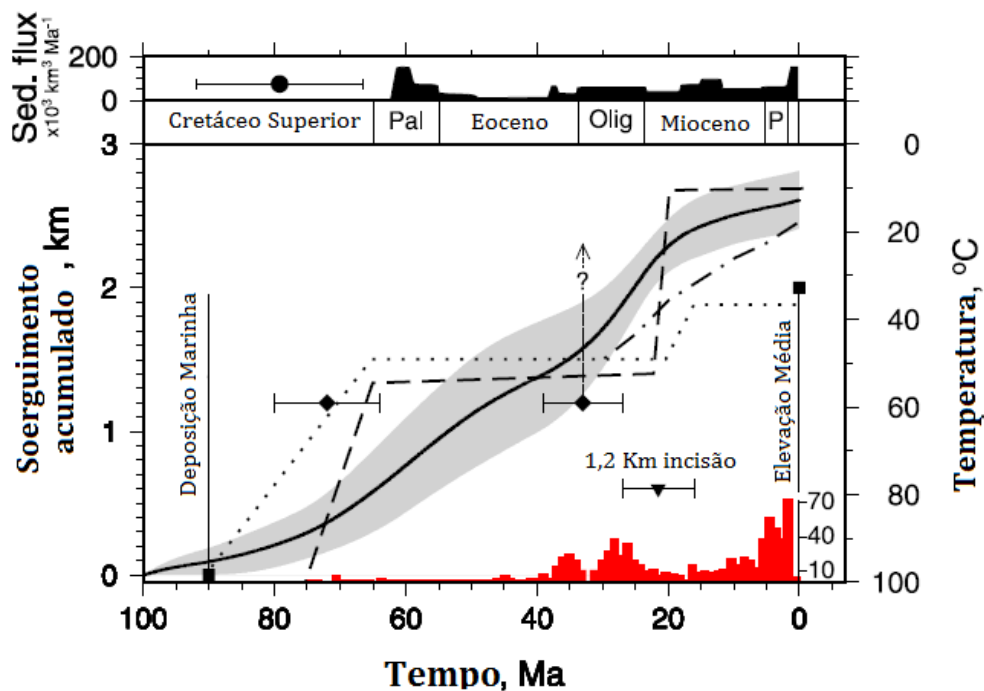 Sed. flux
x10³ km³ Ma⁻¹
200
0
Cretáceo Superior
Pal
Eoceno
Olig
Mioceno
P
Soerguimento
acumulado , km
3
2
1
0
Deposição Marinha
?
1,2 Km incisão
Elevação Média
70
40
10
0
20
40
60
80
100
Temperatura, ºC
100
80
60
40
20
0
Tempo, Ma